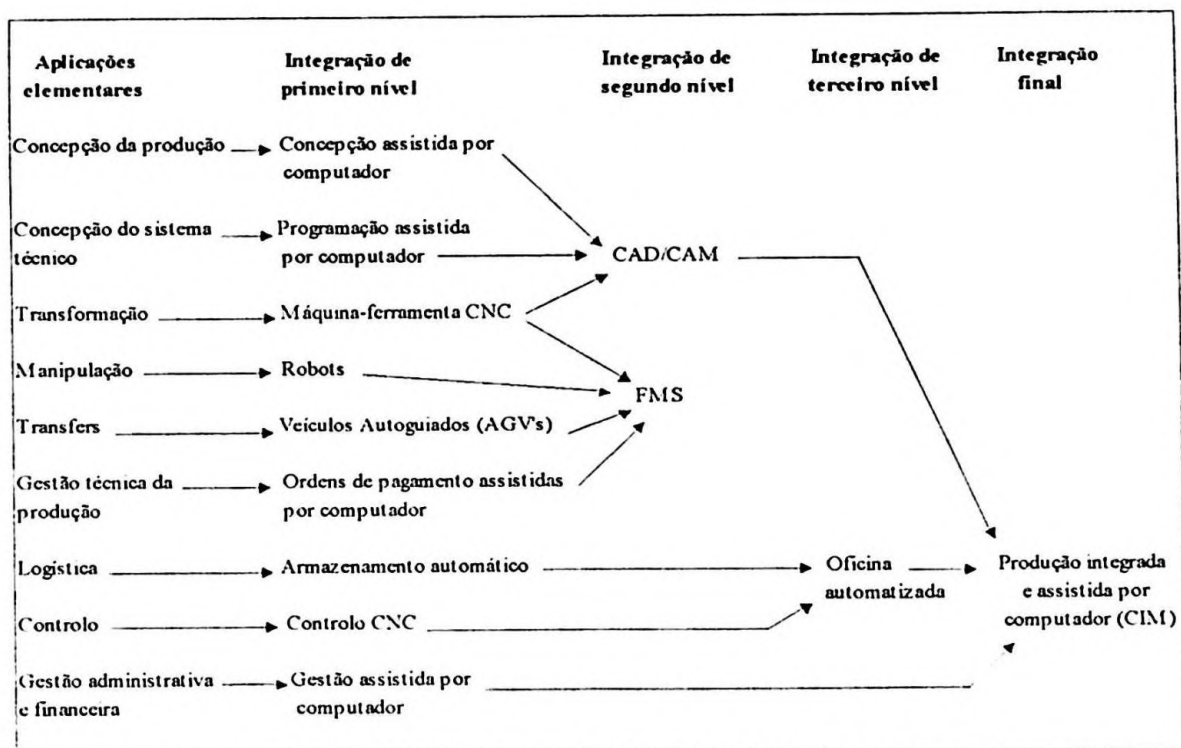 Aplicações
elementares
Integração de
primeiro nível
Integração de
segundo nível
Integração de
terceiro nível
Integração
final
Concepção da produção
Concepção assistida por
computador
Concepção do sistema
técnico
Programação assistida
por computador
CAD/CAM
Transformação
Máquina-ferramenta CNC
Manipulação
Robots
FMS
Transfers
Veículos Autoguiados (AGV's)
Gestão técnica da
produção
Ordens de pagamento assistidas
por computador
Logística
Armazenamento automático
Oficina
automatizada
Produção integrada
e assistida por
computador (CIM)
Controlo
Controlo CNC
Gestão administrativa
e financeira
Gestão assistida por
computador